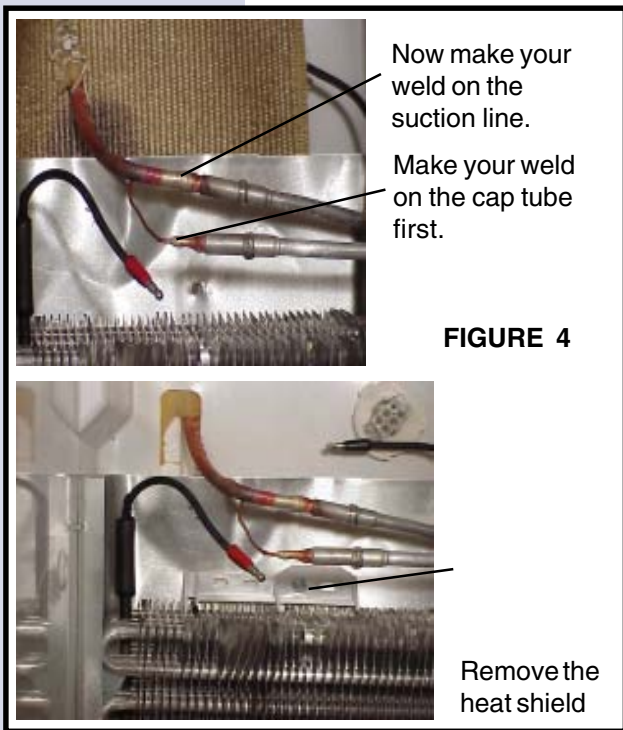 Now make your
weld on the
suction line.
Make your weld
on the cap tube
first.
FIGURE 4
Remove the
heat shield